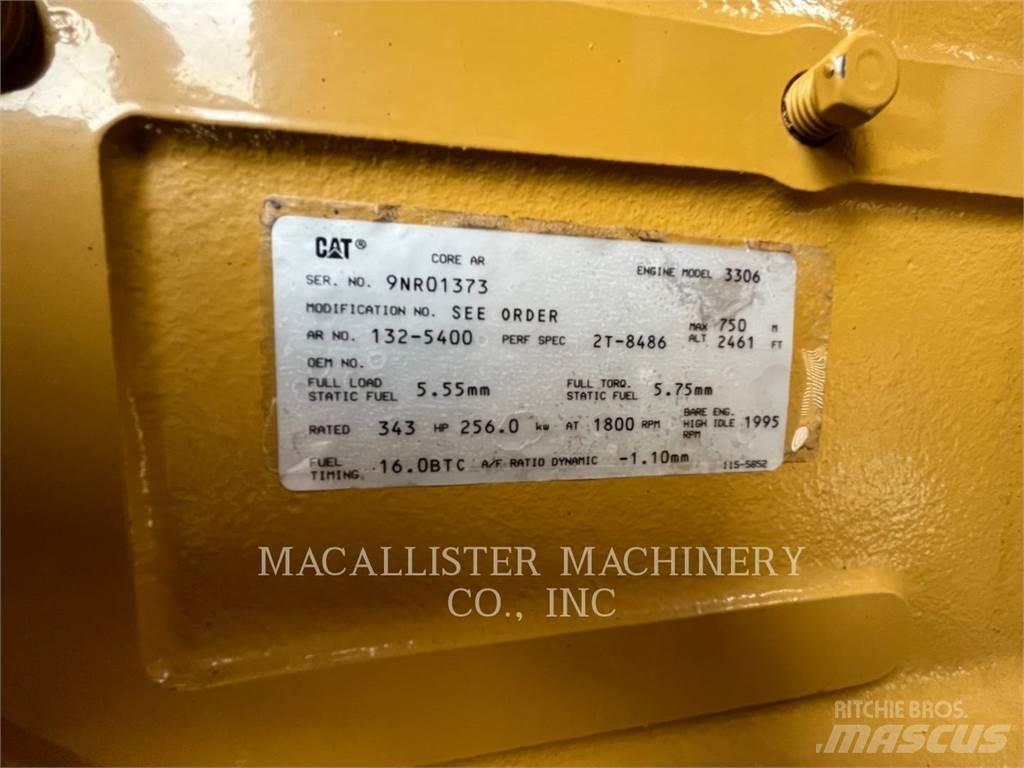 CAT® CORE AR ENGINE MODEL 3306
SER. NO. 9NR01373
MODIFICATION NO. SEE ORDER
AR NO. 132-5400 PERF SPEC 2T-8486 MAX ALT 750 M 2461 FT
OEM NO.
FULL LOAD STATIC FUEL 5.55mm FULL TORQ. STATIC FUEL 5.75mm
RATED 343 HP 256.0 kw AT 1800 RPM BARE ENG. HIGH IDLE RPM 1995
FUEL TIMING 16.0BTC A/F RATIO DYNAMIC -1.10mm 115-5852
MACALLISTER MACHINERY
CO., INC
RITCHIE BROS.
MASCUS